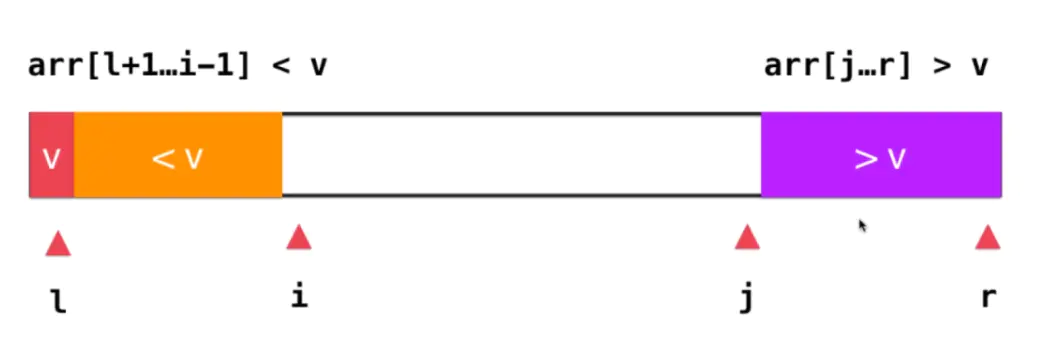 arr[l+1…i-1] < v arr[j…r] > v
v < v > v
l i j r